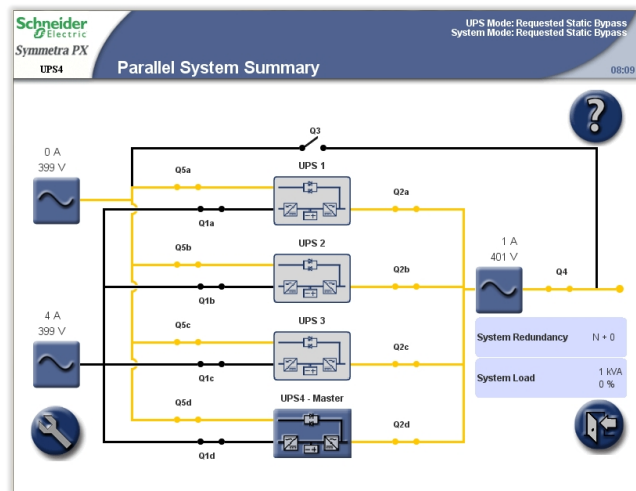 Schneider
Electric
Symmetra PX
UPS4
Parallel System Summary
UPS Mode: Requested Static Bypass
System Mode: Requested Static Bypass
08:09
Q3
0 A
399 V
Q5a
UPS 1
Q2a
Q1a
Q5b
UPS 2
Q2b
Q1b
1 A
401 V
Q4
4 A
399 V
Q5c
UPS 3
Q2c
Q1c
System Redundancy N + 0
System Load 1 kVA
0 %
Q5d
UPS4 - Master
Q2d
Q1d